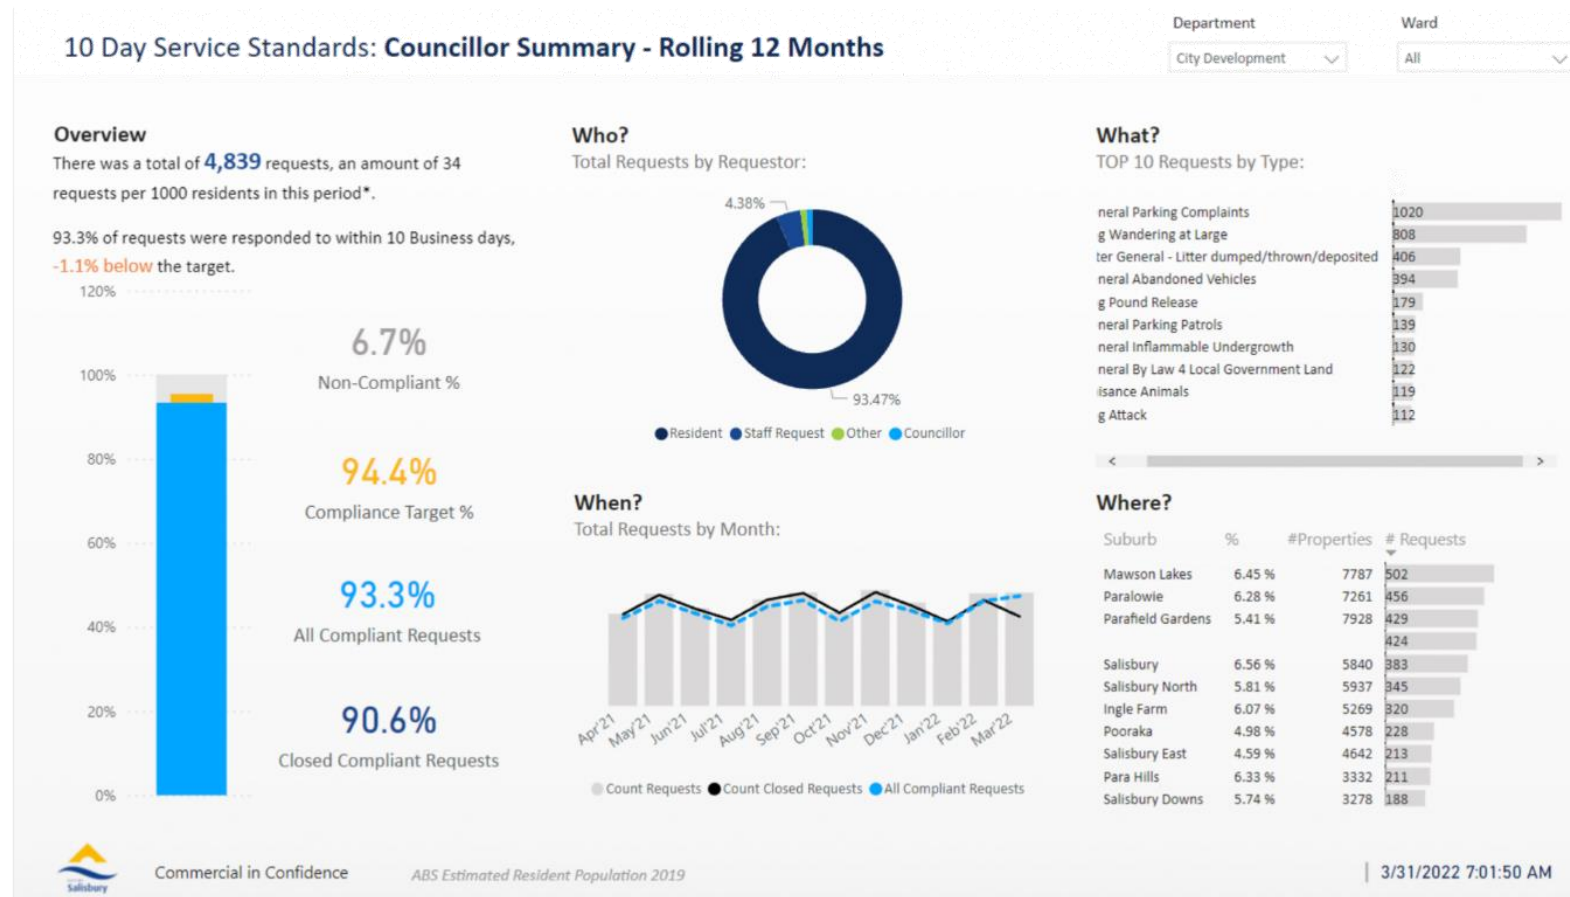 10 Day Service Standards: Councillor Summary - Rolling 12 Months
Department
Ward
City Development
All
Overview
There was a total of 4,839 requests, an amount of 34
requests per 1000 residents in this period*.
93.3% of requests were responded to within 10 Business days,
-1.1% below the target.
120%
100%
80%
60%
40%
20%
0%
6.7%
Non-Compliant %
94.4%
Compliance Target %
93.3%
All Compliant Requests
90.6%
Closed Compliant Requests
Who?
Total Requests by Requestor:
4.38%
93.47%
Resident Staff Request Other Councillor
When?
Total Requests by Month:
Apr'21 May'21 Jun'21 Jul'21 Aug'21 Sep'21 Oct'21 Nov'21 Dec'21 Jan'22 Feb'22 Mar'22
Count Requests Count Closed Requests All Compliant Requests
What?
TOP 10 Requests by Type:
neral Parking Complaints 1020
g Wandering at Large 808
ter General - Litter dumped/thrown/deposited 406
neral Abandoned Vehicles 394
g Pound Release 179
neral Parking Patrols 139
neral Inflammable Undergrowth 130
neral By Law 4 Local Government Land 122
isance Animals 119
g Attack 112
Where?
Suburb % #Properties # Requests
Mawson Lakes 6.45 % 7787 502
Paralowie 6.28 % 7261 456
Parafield Gardens 5.41 % 7928 429
424
Salisbury 6.56 % 5840 383
Salisbury North 5.81 % 5937 345
Ingle Farm 6.07 % 5269 320
Pooraka 4.98 % 4578 228
Salisbury East 4.59 % 4642 213
Para Hills 6.33 % 3332 211
Salisbury Downs 5.74 % 3278 188
Salisbury
Commercial in Confidence
ABS Estimated Resident Population 2019
3/31/2022 7:01:50 AM